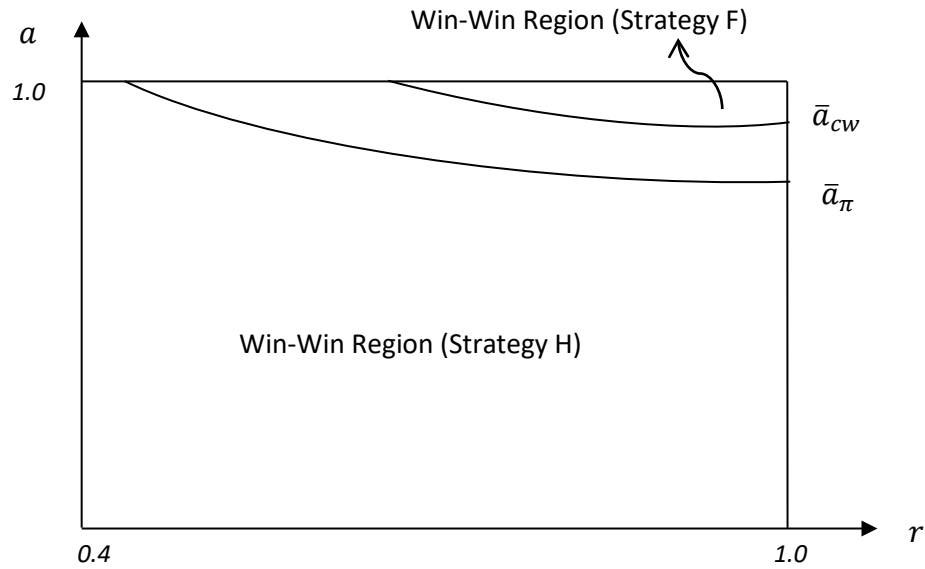 Win-Win Region (Strategy F)
a
1.0
ā_cw
ā_π
Win-Win Region (Strategy H)
r
0.4
1.0